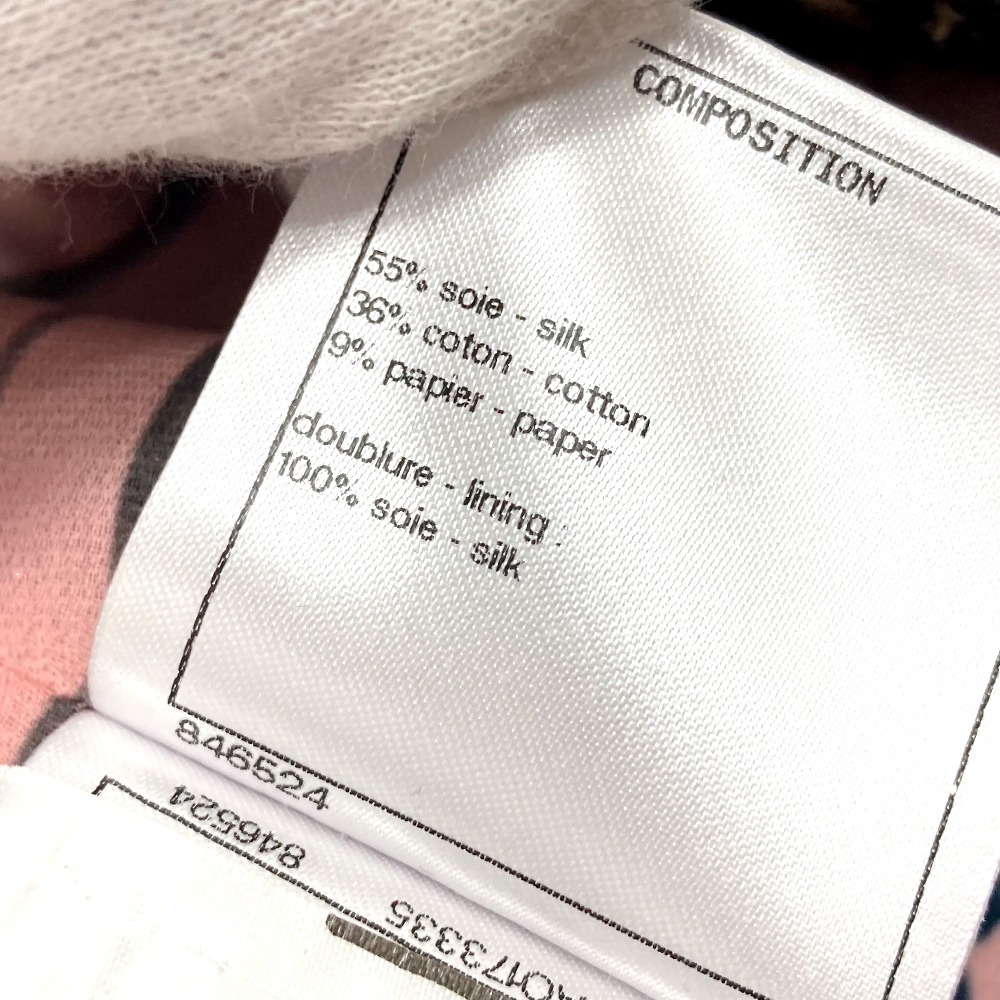 COMPOSITION
55% soie - silk
36% coton - cotton
9% papier - paper
doublure - lining :
100% soie - silk
846524
846524